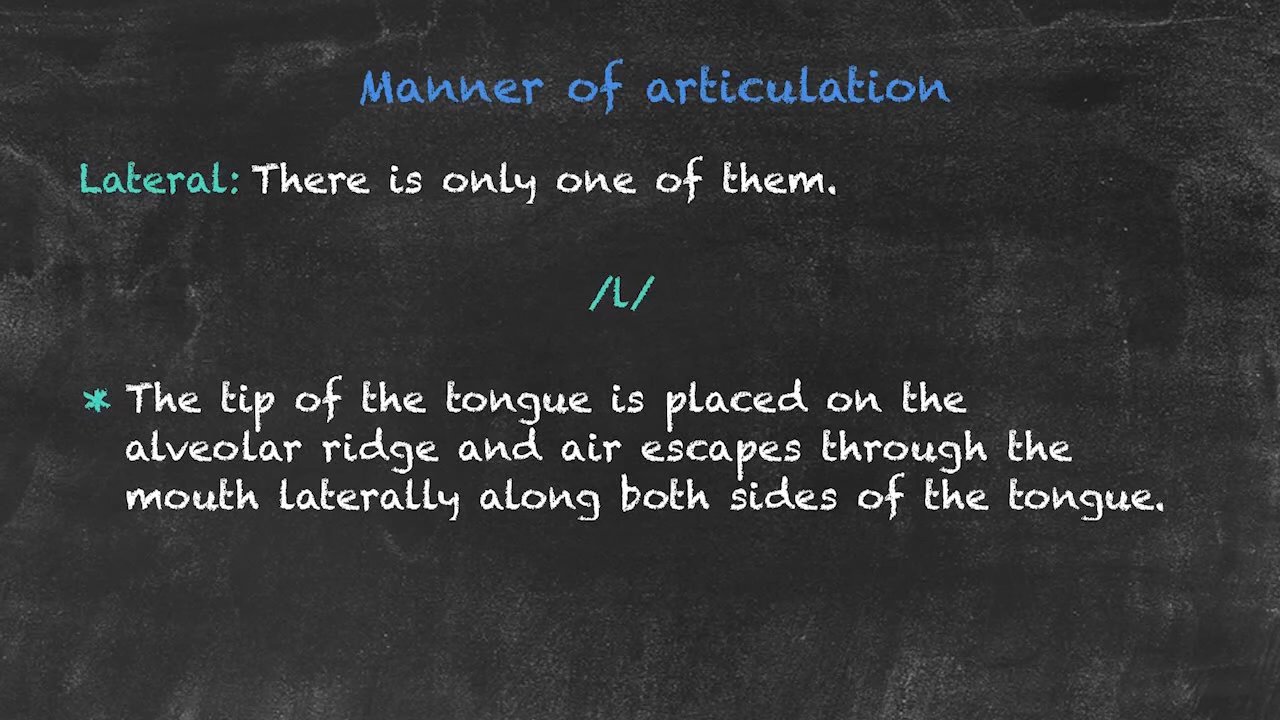 Manner of articulation
Lateral: There is only one of them.
/l/
* The tip of the tongue is placed on the
alveolar ridge and air escapes through the
mouth laterally along both sides of the tongue.